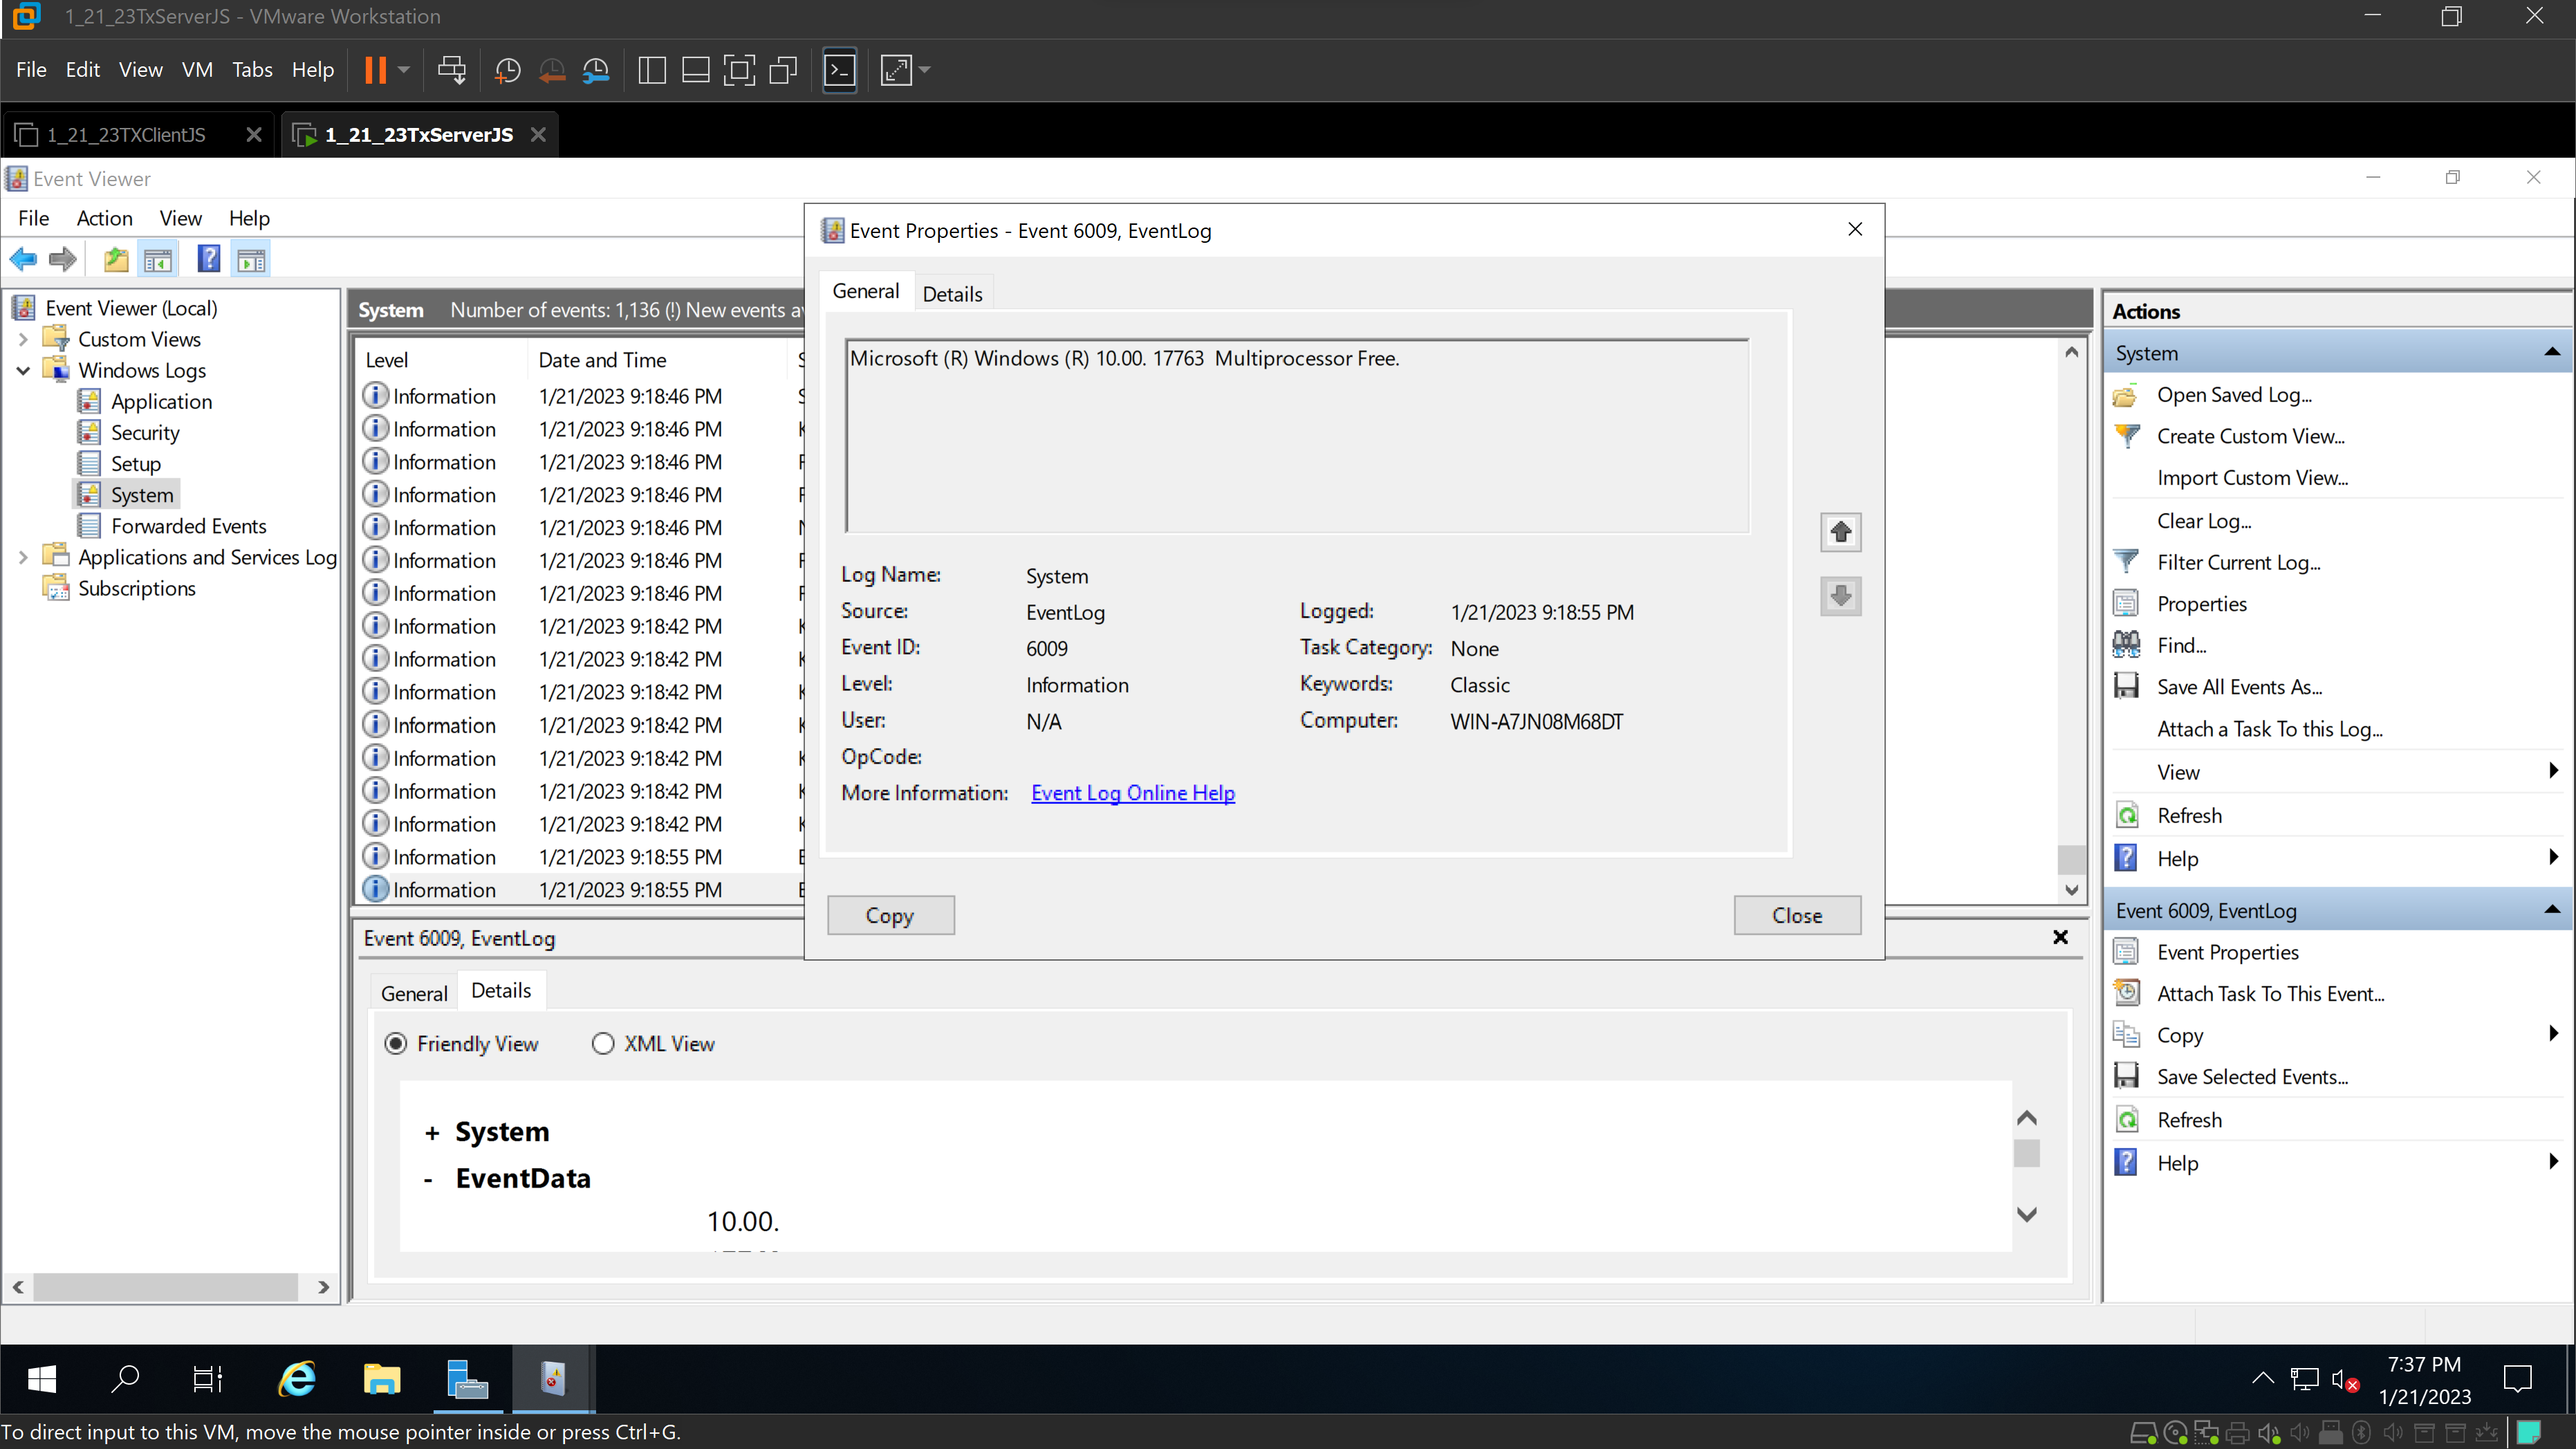 1_21_23TxServerJS - VMware Workstation
File Edit View VM Tabs Help
1_21_23TXClientJS
1_21_23TxServerJS
Event Viewer
File Action View Help
Event Viewer (Local)
Custom Views
Windows Logs
Application
Security
Setup
System
Forwarded Events
Applications and Services Log
Subscriptions
System Number of events: 1,136 (!) New events a
Level Date and Time S
Information 1/21/2023 9:18:46 PM S
Information 1/21/2023 9:18:46 PM K
Information 1/21/2023 9:18:46 PM F
Information 1/21/2023 9:18:46 PM F
Information 1/21/2023 9:18:46 PM N
Information 1/21/2023 9:18:46 PM F
Information 1/21/2023 9:18:46 PM F
Information 1/21/2023 9:18:42 PM K
Information 1/21/2023 9:18:42 PM K
Information 1/21/2023 9:18:42 PM K
Information 1/21/2023 9:18:42 PM K
Information 1/21/2023 9:18:42 PM K
Information 1/21/2023 9:18:42 PM K
Information 1/21/2023 9:18:42 PM K
Information 1/21/2023 9:18:55 PM E
Information 1/21/2023 9:18:55 PM E
Event Properties - Event 6009, EventLog
General Details
Microsoft (R) Windows (R) 10.00. 17763 Multiprocessor Free.
Log Name: System
Source: EventLog Logged: 1/21/2023 9:18:55 PM
Event ID: 6009 Task Category: None
Level: Information Keywords: Classic
User: N/A Computer: WIN-A7JN08M68DT
OpCode:
More Information: Event Log Online Help
Copy Close
Event 6009, EventLog
General Details
Friendly View XML View
+ System
- EventData
10.00.
Actions
System
Open Saved Log...
Create Custom View...
Import Custom View...
Clear Log...
Filter Current Log...
Properties
Find...
Save All Events As...
Attach a Task To this Log...
View
Refresh
Help
Event 6009, EventLog
Event Properties
Attach Task To This Event...
Copy
Save Selected Events...
Refresh
Help
7:37 PM
1/21/2023
To direct input to this VM, move the mouse pointer inside or press Ctrl+G.